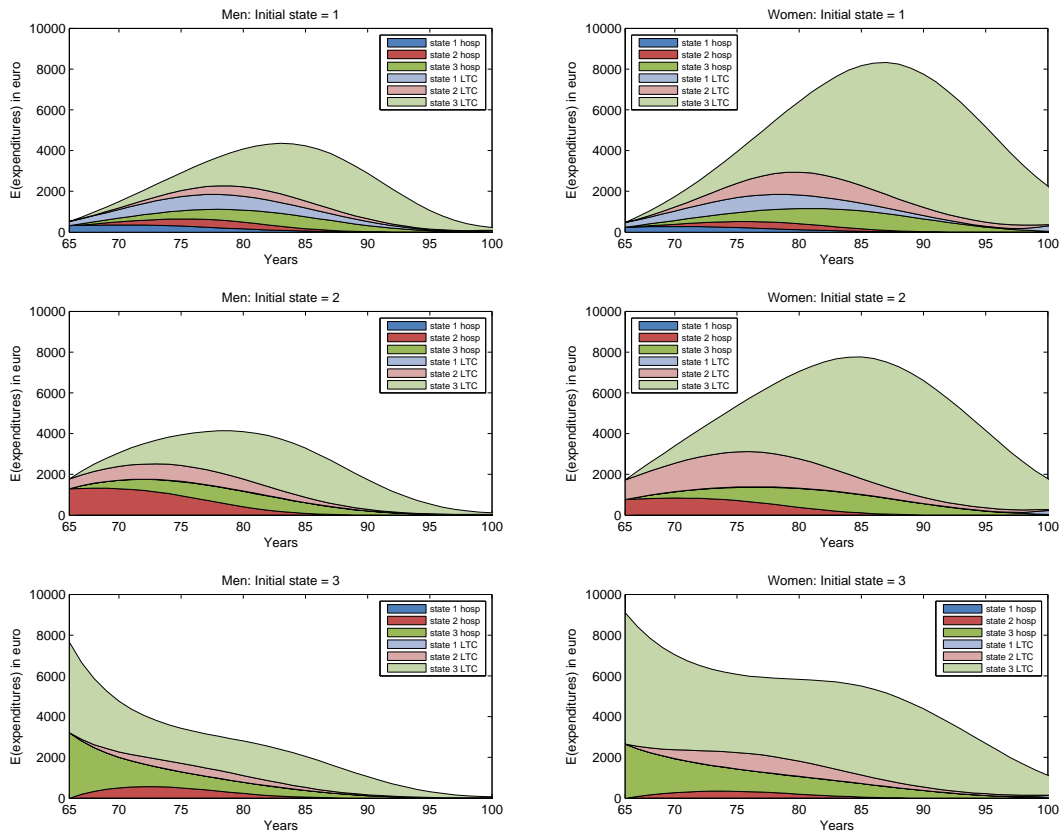 Men: Initial state = 1
E(expenditures) in euro
10000
8000
6000
4000
2000
0
65 70 75 80 85 90 95 100
Years
state 1 hosp
state 2 hosp
state 3 hosp
state 1 LTC
state 2 LTC
state 3 LTC
Women: Initial state = 1
E(expenditures) in euro
10000
8000
6000
4000
2000
0
65 70 75 80 85 90 95 100
Years
state 1 hosp
state 2 hosp
state 3 hosp
state 1 LTC
state 2 LTC
state 3 LTC
Men: Initial state = 2
E(expenditures) in euro
10000
8000
6000
4000
2000
0
65 70 75 80 85 90 95 100
Years
state 1 hosp
state 2 hosp
state 3 hosp
state 1 LTC
state 2 LTC
state 3 LTC
Women: Initial state = 2
E(expenditures) in euro
10000
8000
6000
4000
2000
0
65 70 75 80 85 90 95 100
Years
state 1 hosp
state 2 hosp
state 3 hosp
state 1 LTC
state 2 LTC
state 3 LTC
Men: Initial state = 3
E(expenditures) in euro
10000
8000
6000
4000
2000
0
65 70 75 80 85 90 95 100
Years
state 1 hosp
state 2 hosp
state 3 hosp
state 1 LTC
state 2 LTC
state 3 LTC
Women: Initial state = 3
E(expenditures) in euro
10000
8000
6000
4000
2000
0
65 70 75 80 85 90 95 100
Years
state 1 hosp
state 2 hosp
state 3 hosp
state 1 LTC
state 2 LTC
state 3 LTC